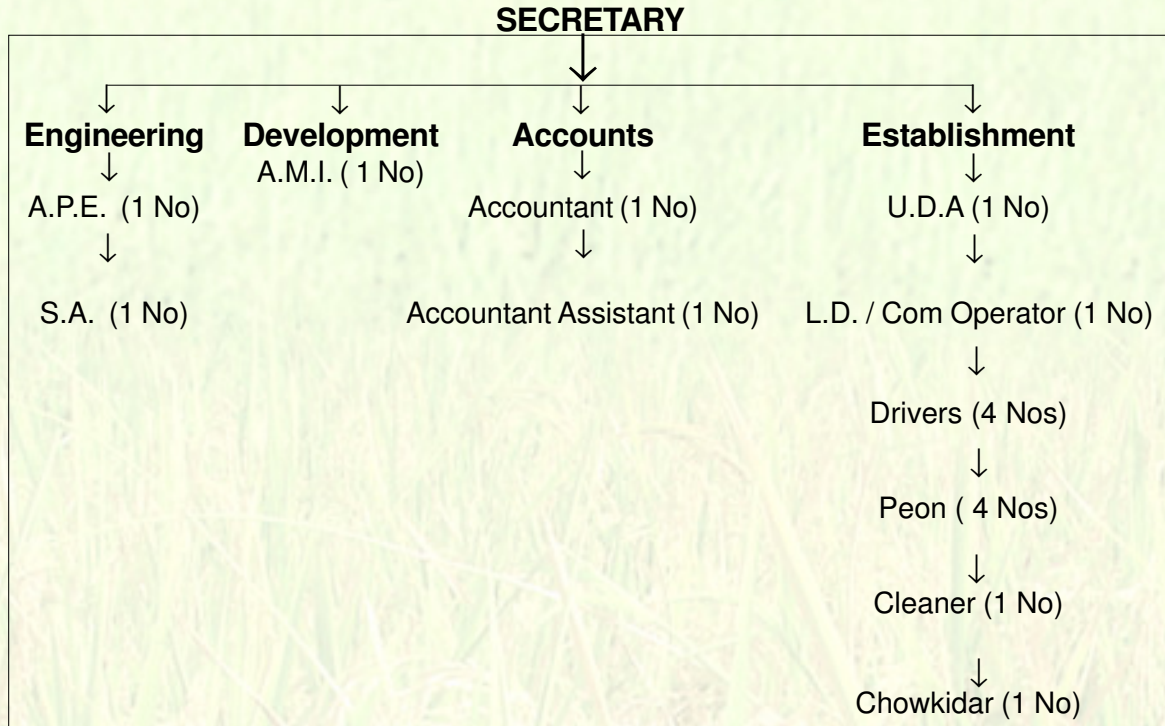 SECRETARY
Engineering Development Accounts Establishment
A.M.I. ( 1 No)
A.P.E. (1 No) Accountant (1 No) U.D.A (1 No)
S.A. (1 No) Accountant Assistant (1 No) L.D. / Com Operator (1 No)
Drivers (4 Nos)
Peon ( 4 Nos)
Cleaner (1 No)
Chowkidar (1 No)